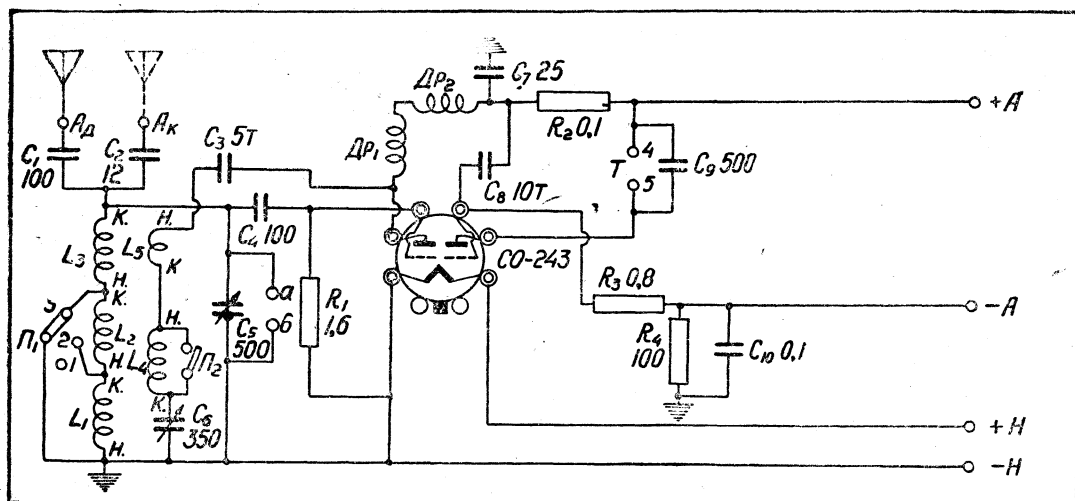 Aд
Aк
C₁
100
C₂
12
C₃ 5T
Др₂
C₇ 25
Др₁
R₂ 0,1
+A
4
T
5
C₉ 500
C₈ 10T
C₄ 100
СО-243
К.
L₃
Н.
К.
L₂
Н.
К.
L₁
Н.
П₁
3
2
1
Н.
L₅
К
Н.
L₄
К.
П₂
C₆
350
C₅
500
а
б
R₁
1,6
R₃ 0,8
-A
R₄
100
C₁₀ 0,1
+Н
-Н